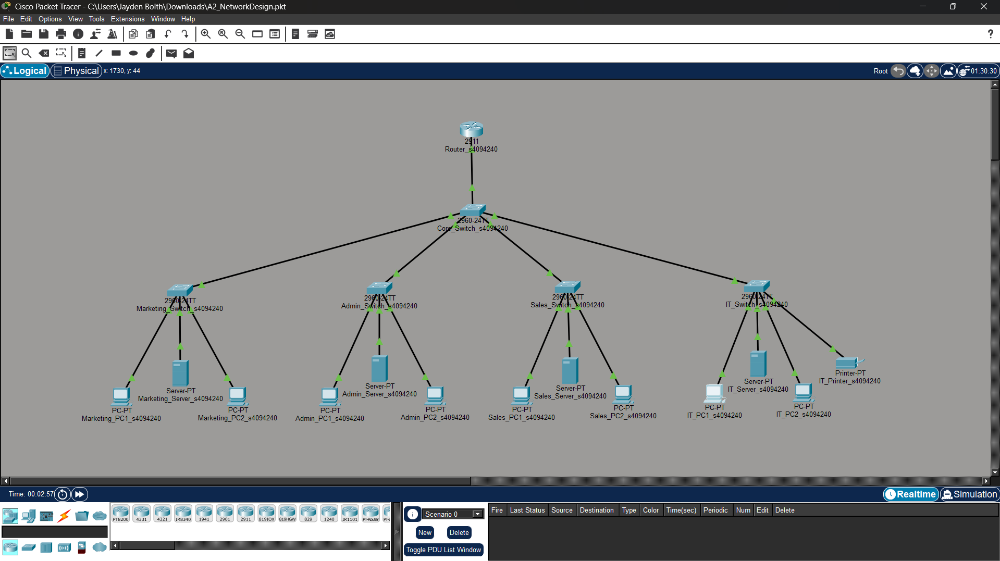 Cisco Packet Tracer - C:\Users\Jayden Bolth\Downloads\A2_NetworkDesign.pkt
File Edit Options View Tools Extensions Window Help
Logical Physical x: 1730, y: 44 Root 01:30:30
2911
Router_s4094240
2960-24TT
Core_Switch_s4094240
2960-24TT
Marketing_Switch_s4094240
2960-24TT
Admin_Switch_s4094240
2960-24TT
Sales_Switch_s4094240
2960-24TT
IT_Switch_s4094240
PC-PT
Marketing_PC1_s4094240
Server-PT
Marketing_Server_s4094240
PC-PT
Marketing_PC2_s4094240
PC-PT
Admin_PC1_s4094240
Server-PT
Admin_Server_s4094240
PC-PT
Admin_PC2_s4094240
PC-PT
Sales_PC1_s4094240
Server-PT
Sales_Server_s4094240
PC-PT
Sales_PC2_s4094240
PC-PT
IT_PC1_s4094240
Server-PT
IT_Server_s4094240
PC-PT
IT_PC2_s4094240
Printer-PT
IT_Printer_s4094240
Time: 00:02:57 Realtime Simulation
PT8200 4331 4321 IR8340 1941 2901 2911 819IOX 819HGW 829 1240 IR1101 PT-Router
Scenario 0
New Delete
Toggle PDU List Window
Fire Last Status Source Destination Type Color Time(sec) Periodic Num Edit Delete